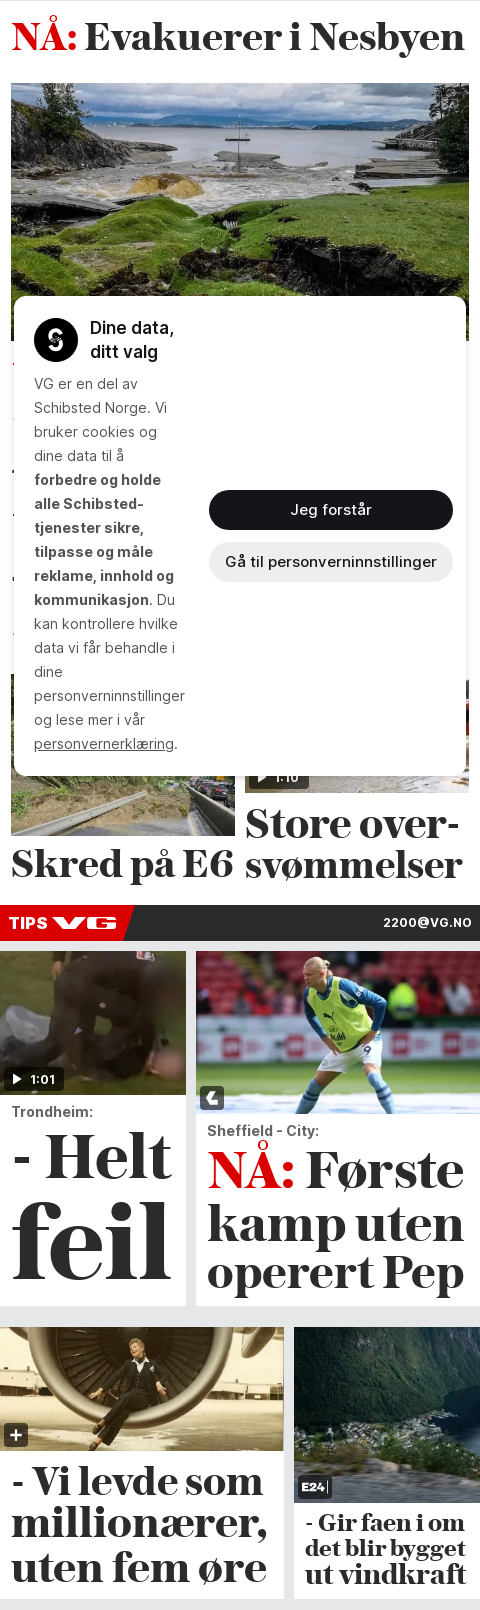 NÅ: Evakuerer i Nesbyen
Dine data,
ditt valg
VG er en del av
Schibsted Norge. Vi
bruker cookies og
dine data til å
forbedre og holde
alle Schibsted-
tjenester sikre,
tilpasse og måle
reklame, innhold og
kommunikasjon. Du
kan kontrollere hvilke
data vi får behandle i
dine
personverninnstillinger
og lese mer i vår
personvernerklæring.
Jeg forstår
Gå til personverninnstillinger
1:10
Skred på E6
Store over-
svømmelser
TIPS VG
2200@VG.NO
1:01
Trondheim:
- Helt
feil
Sheffield - City:
NÅ: Første
kamp uten
operert Pep
- Vi levde som
millionærer,
uten fem øre
E24
- Gir faen i om
det blir bygget
ut vindkraft